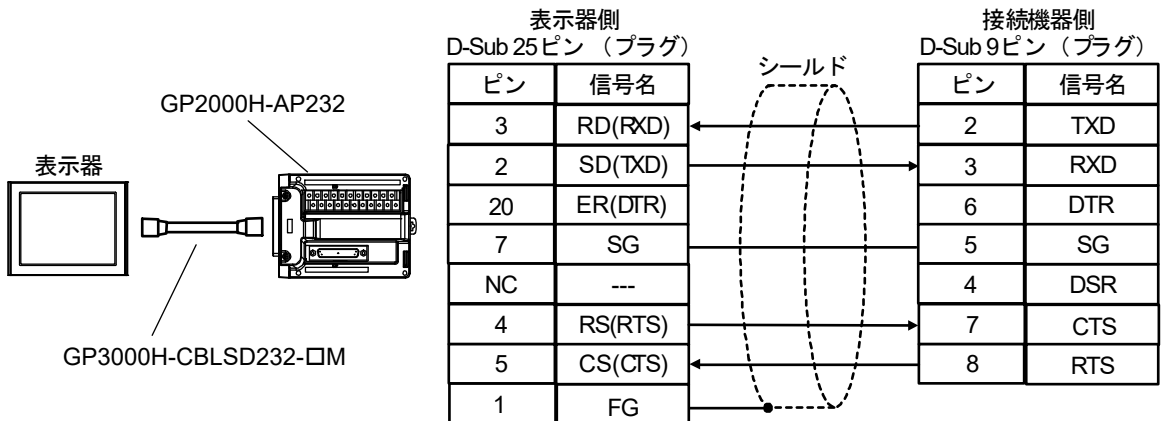 GP2000H-AP232
表示器
GP3000H-CBLSD232-□M
表示器側
D-Sub 25ピン （プラグ）
ピン 信号名
3 RD(RXD)
2 SD(TXD)
20 ER(DTR)
7 SG
NC ---
4 RS(RTS)
5 CS(CTS)
1 FG
シールド
接続機器側
D-Sub 9ピン （プラグ）
ピン 信号名
2 TXD
3 RXD
6 DTR
5 SG
4 DSR
7 CTS
8 RTS